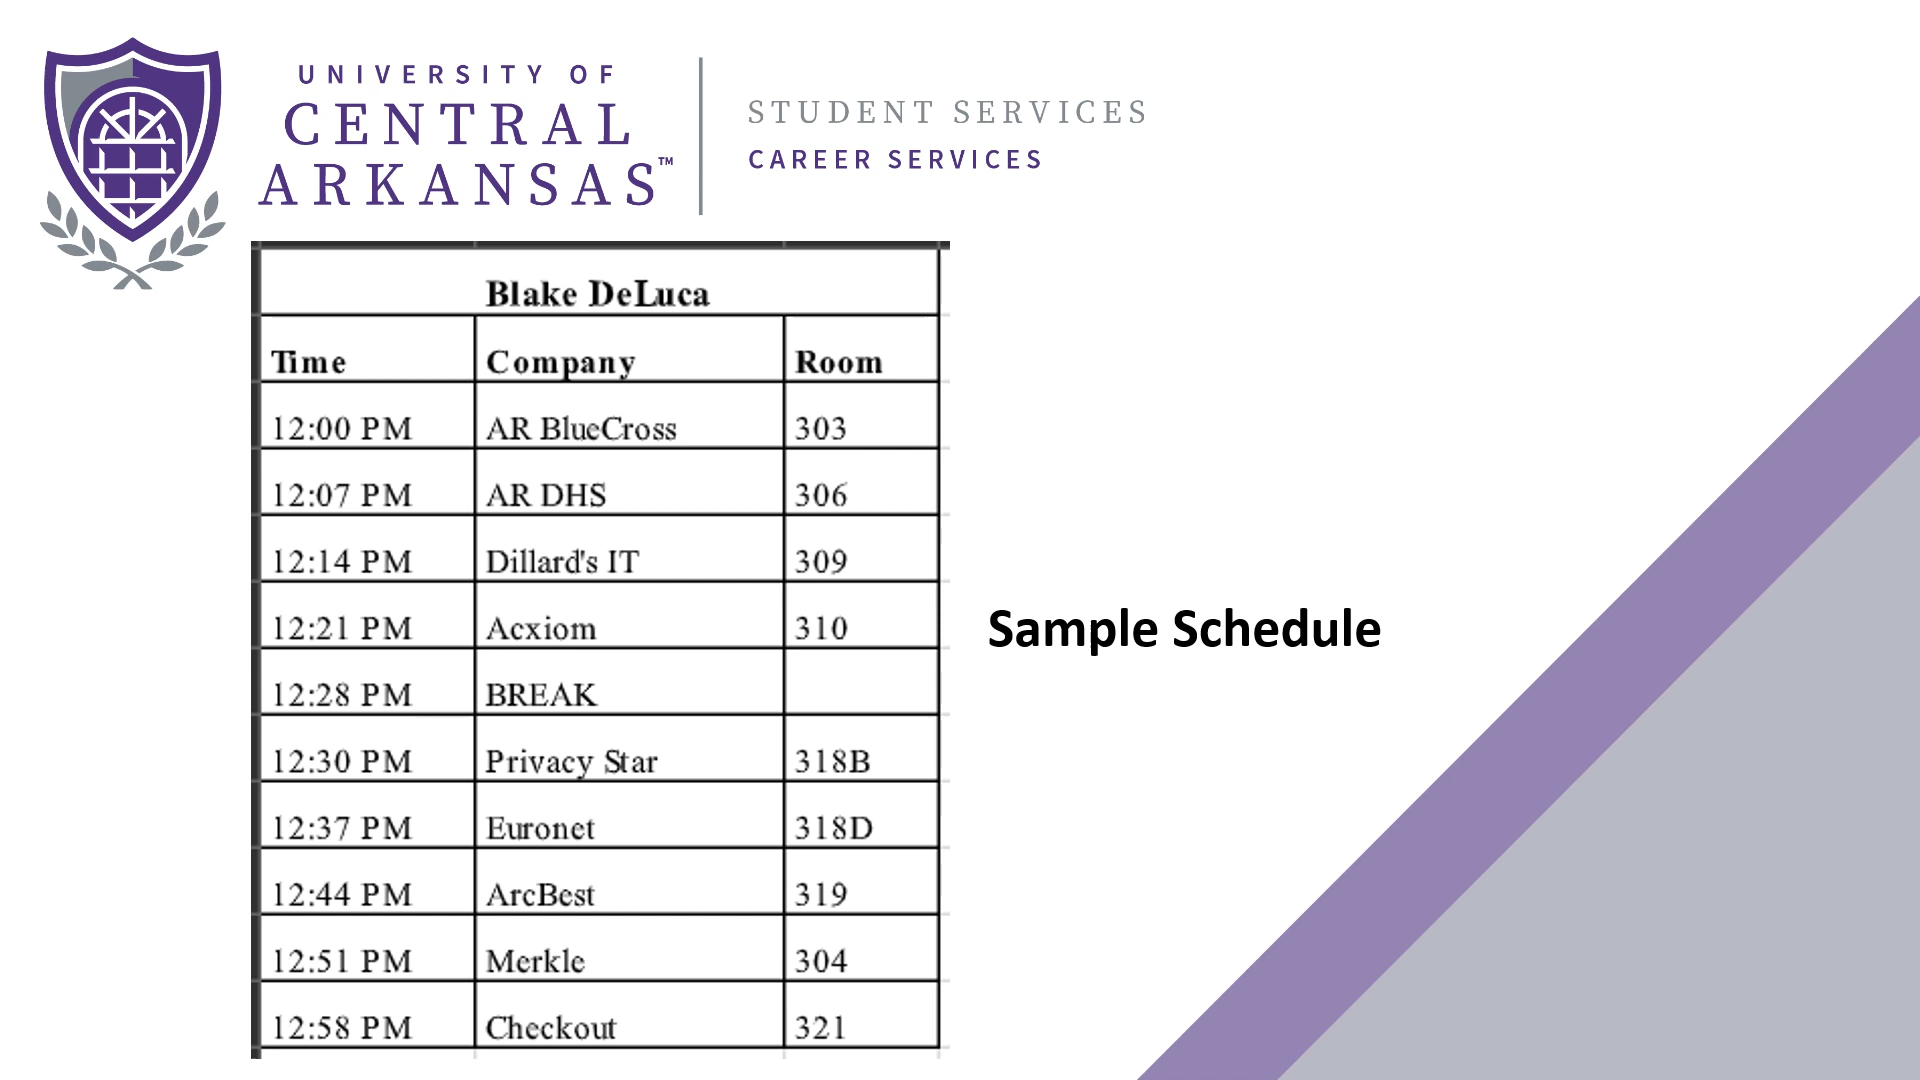 UNIVERSITY OF
CENTRAL
ARKANSAS™
STUDENT SERVICES
CAREER SERVICES
Blake DeLuca
Time Company Room
12:00 PM AR BlueCross 303
12:07 PM AR DHS 306
12:14 PM Dillard's IT 309
12:21 PM Acxiom 310
12:28 PM BREAK
12:30 PM Privacy Star 318B
12:37 PM Euronet 318D
12:44 PM ArcBest 319
12:51 PM Merkle 304
12:58 PM Checkout 321
Sample Schedule